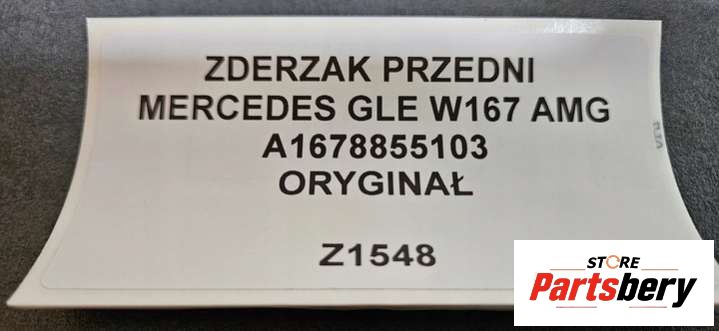 ZDERZAK PRZEDNI
MERCEDES GLE W167 AMG
A1678855103
ORYGINAŁ
Z1548
STORE
Partsbery